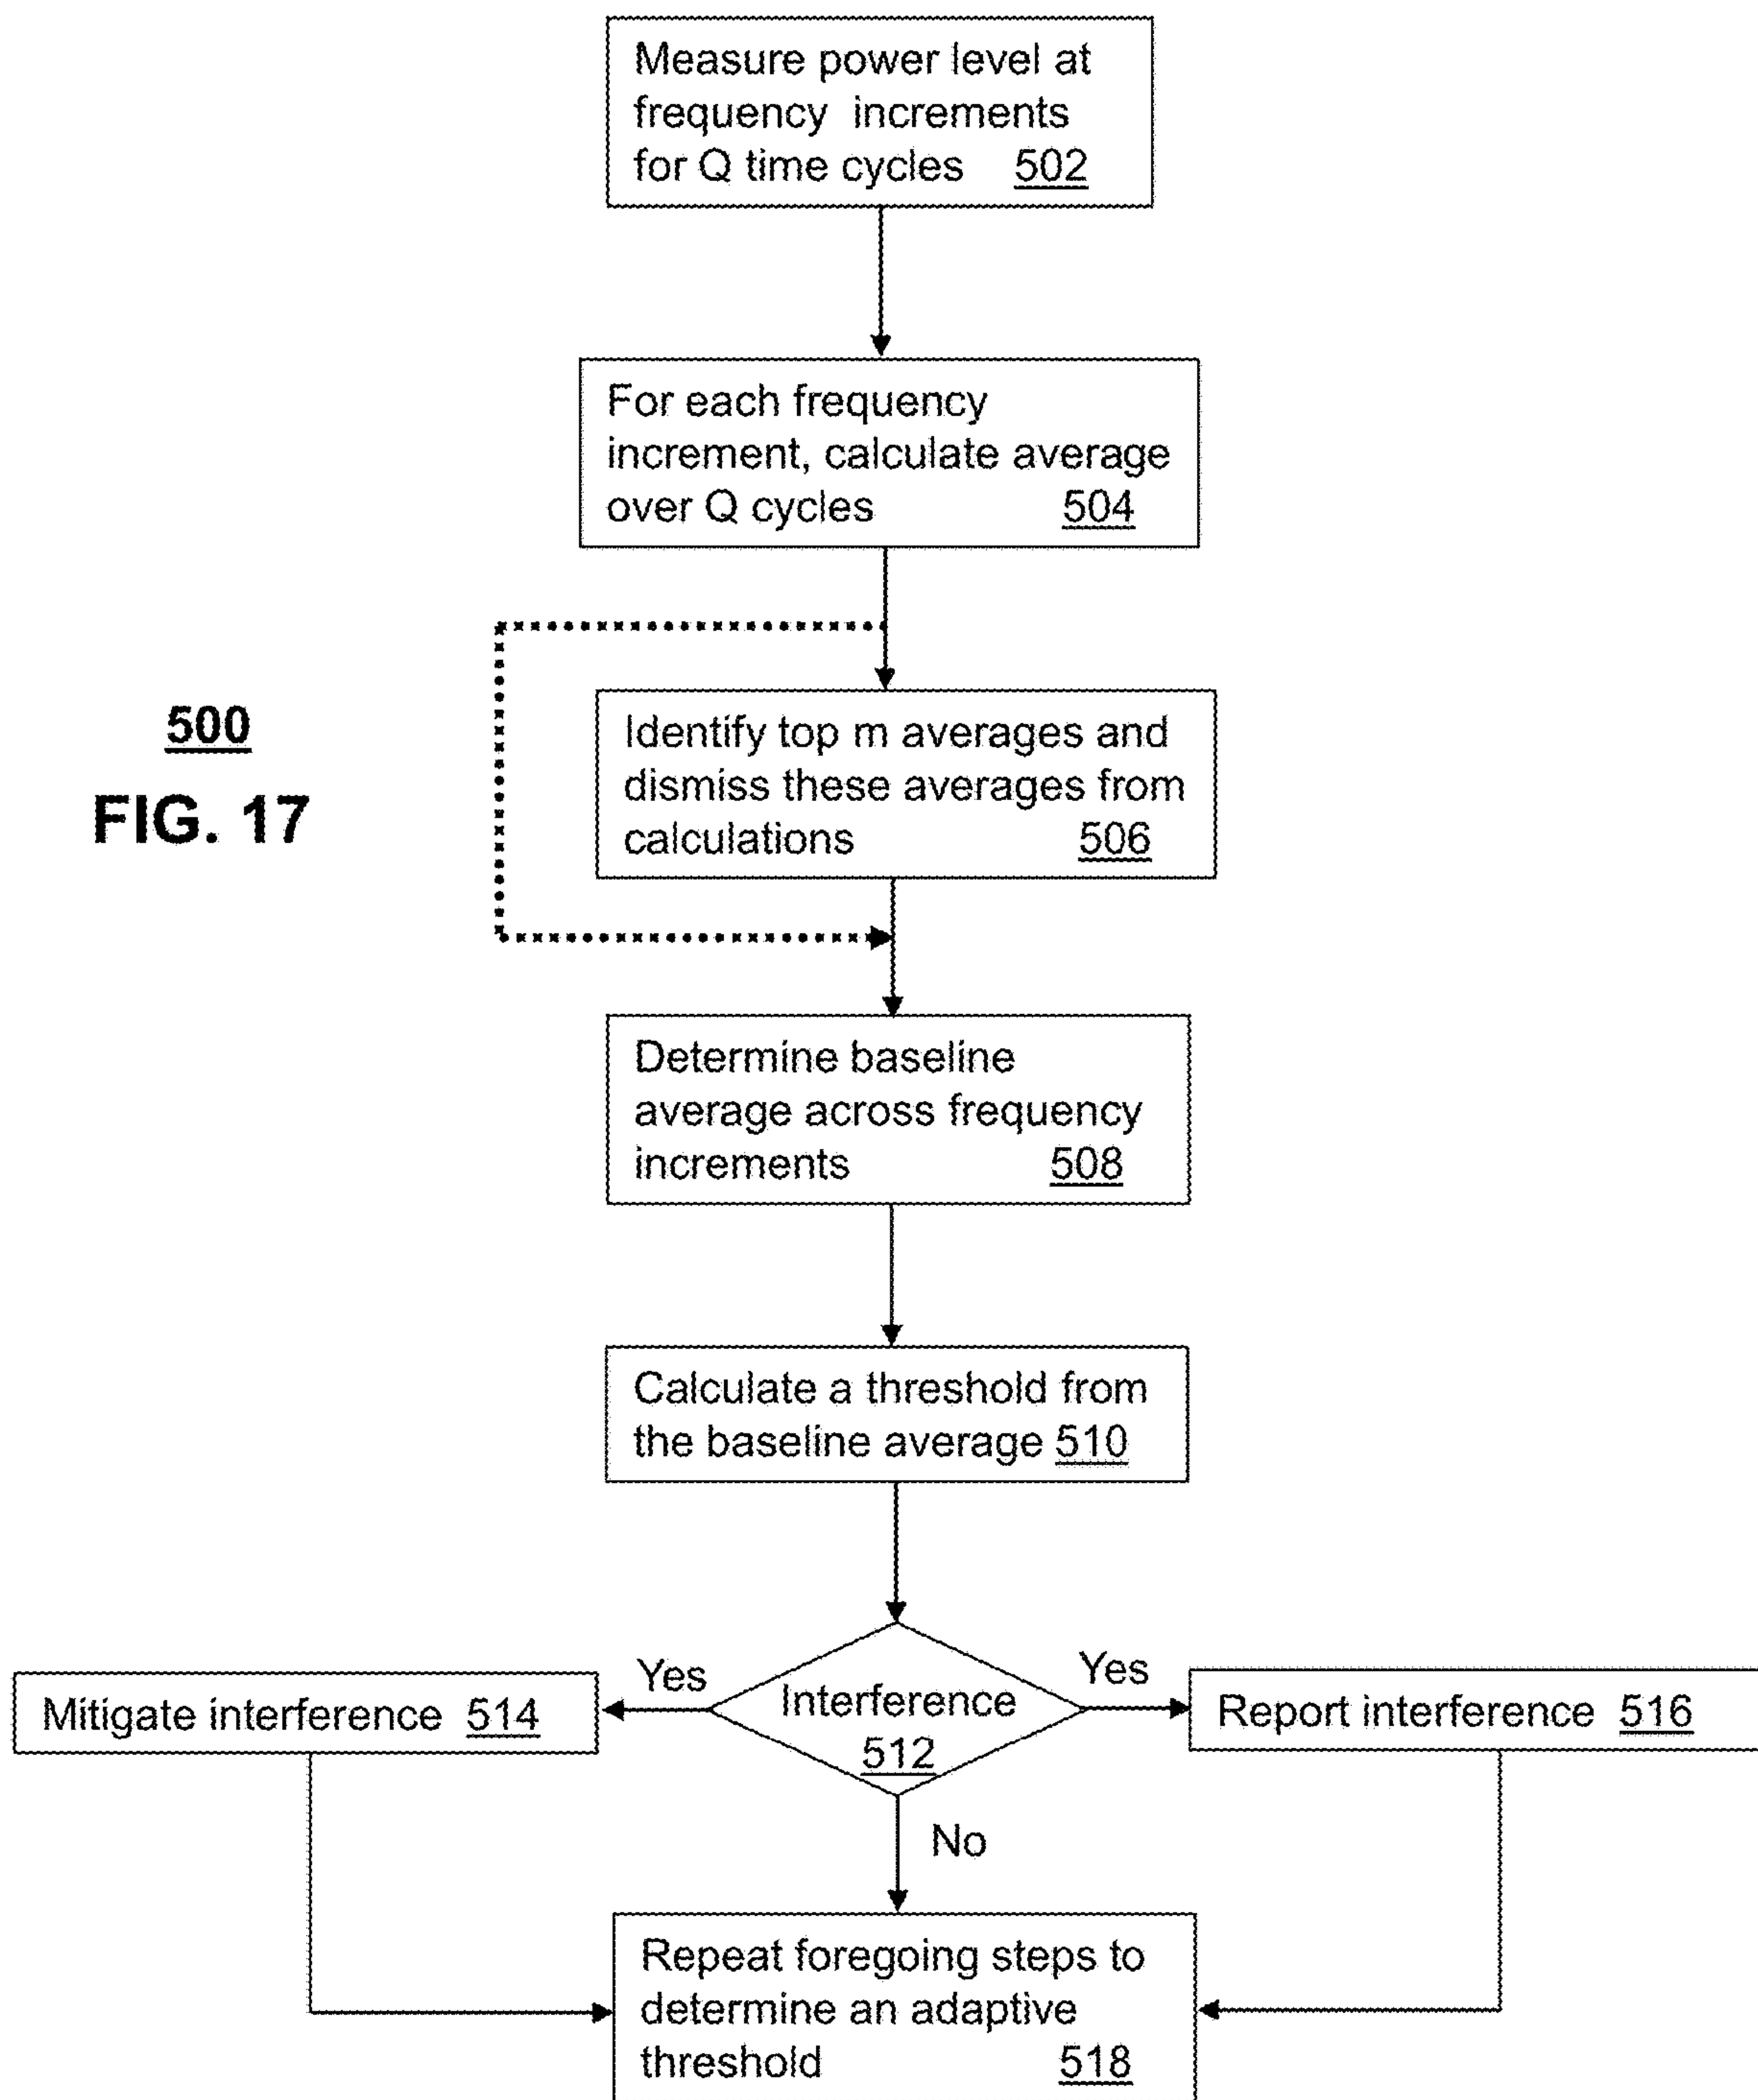 Measure power level at
frequency increments
for Q time cycles 502
For each frequency
increment, calculate average
over Q cycles 504
500
FIG. 17
Identify top m averages and
dismiss these averages from
calculations 506
Determine baseline
average across frequency
increments 508
Calculate a threshold from
the baseline average 510
Yes
Yes
Mitigate interference 514
Interference
512
Report interference 516
No
Repeat foregoing steps to
determine an adaptive
threshold 518